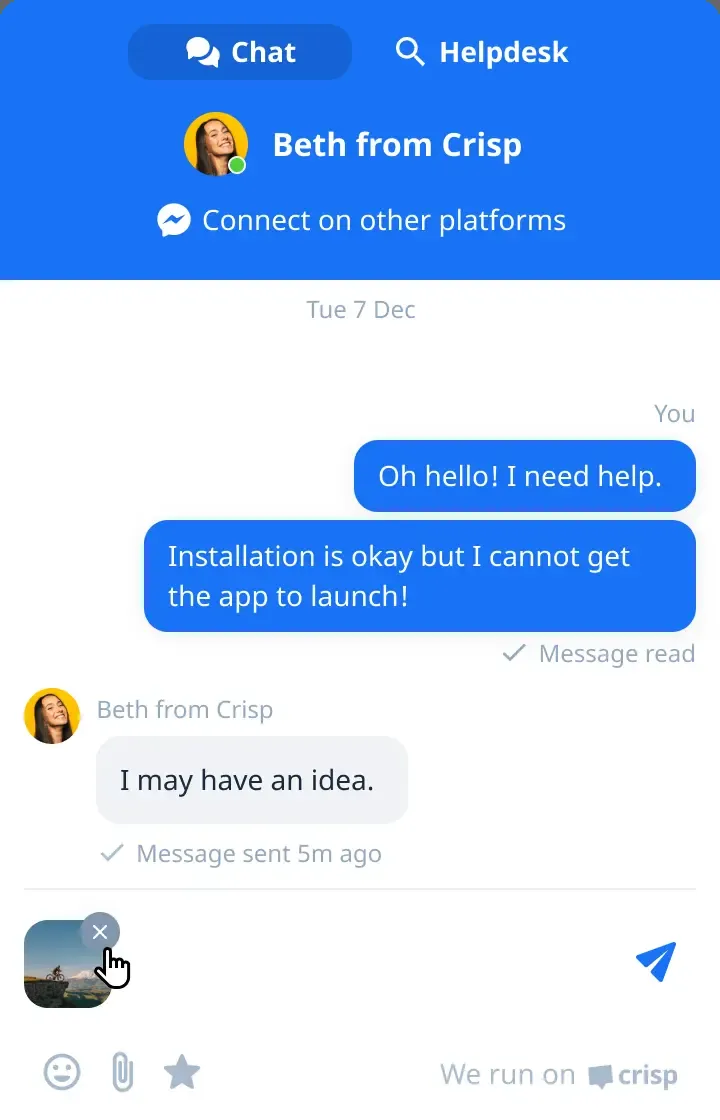 Chat
Helpdesk
Beth from Crisp
Connect on other platforms
Tue 7 Dec
You
Oh hello! I need help.
Installation is okay but I cannot get
the app to launch!
Message read
Beth from Crisp
I may have an idea.
Message sent 5m ago
We run on crisp